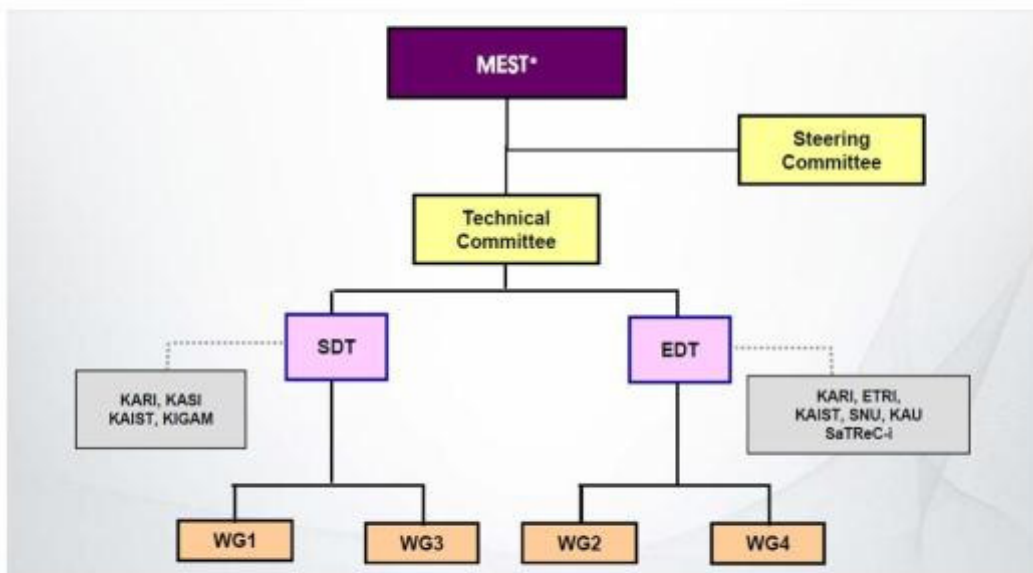 MEST*
Steering
Committee
Technical
Committee
SDT
EDT
KARI, KASI
KAIST, KIGAM
KARI, ETRI,
KAIST, SNU, KAU
SaTReC-i
WG1
WG3
WG2
WG4